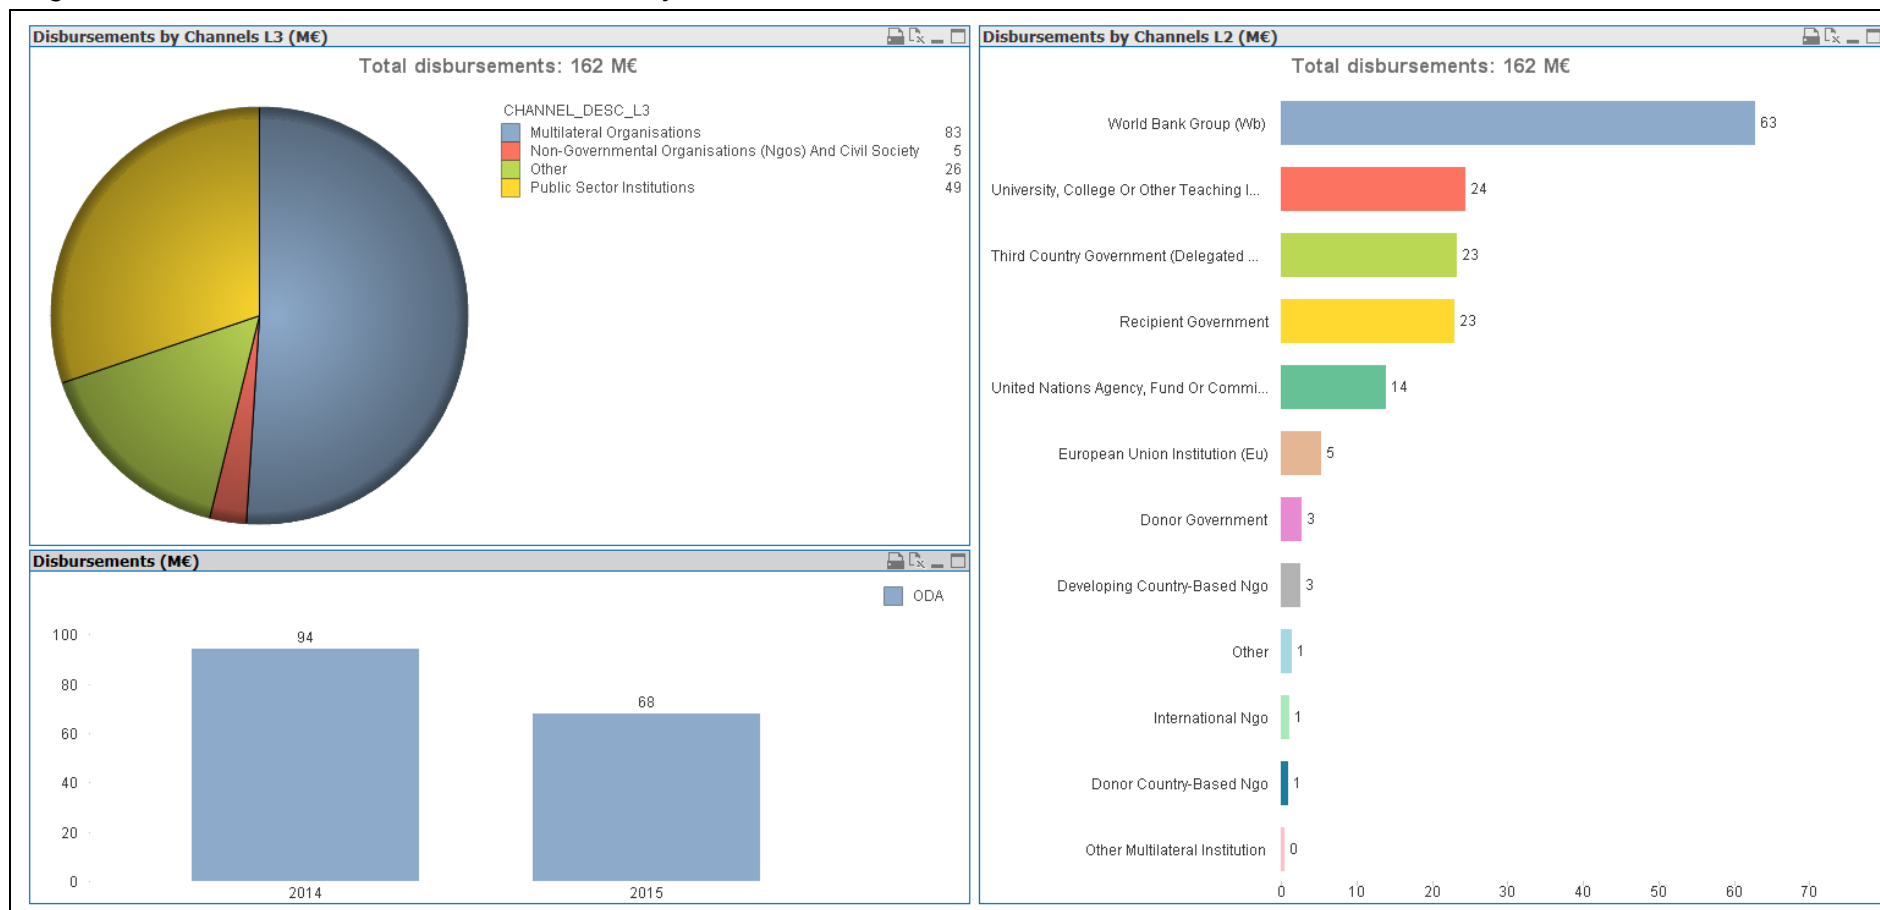 Disbursements by Channels L3 (M€)
Total disbursements: 162 M€
CHANNEL_DESC_L3
Multilateral Organisations 83
Non-Governmental Organisations (Ngos) And Civil Society 5
Other 26
Public Sector Institutions 49
Disbursements (M€)
ODA
100
80
60
40
20
0
94
68
2014
2015
Disbursements by Channels L2 (M€)
Total disbursements: 162 M€
World Bank Group (Wb) 63
University, College Or Other Teaching I... 24
Third Country Government (Delegated ... 23
Recipient Government 23
United Nations Agency, Fund Or Commi... 14
European Union Institution (Eu) 5
Donor Government 3
Developing Country-Based Ngo 3
Other 1
International Ngo 1
Donor Country-Based Ngo 1
Other Multilateral Institution 0
0 10 20 30 40 50 60 70